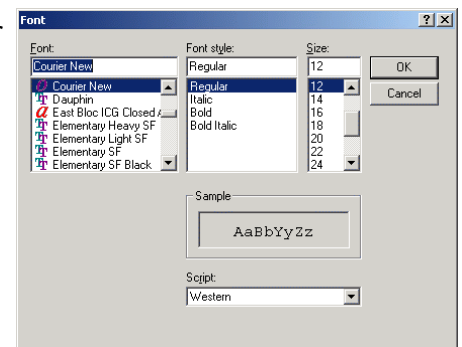 Font
Font: Font style: Size:
Courier New Regular 12 OK
Courier New Regular 12 Cancel
Dauphin Italic 14
East Bloc ICG Closed Bold 16
Elementary Heavy SF Bold Italic 18
Elementary Light SF 20
Elementary SF 22
Elementary SF Black 24
Sample
AaBbYyZz
Script:
Western